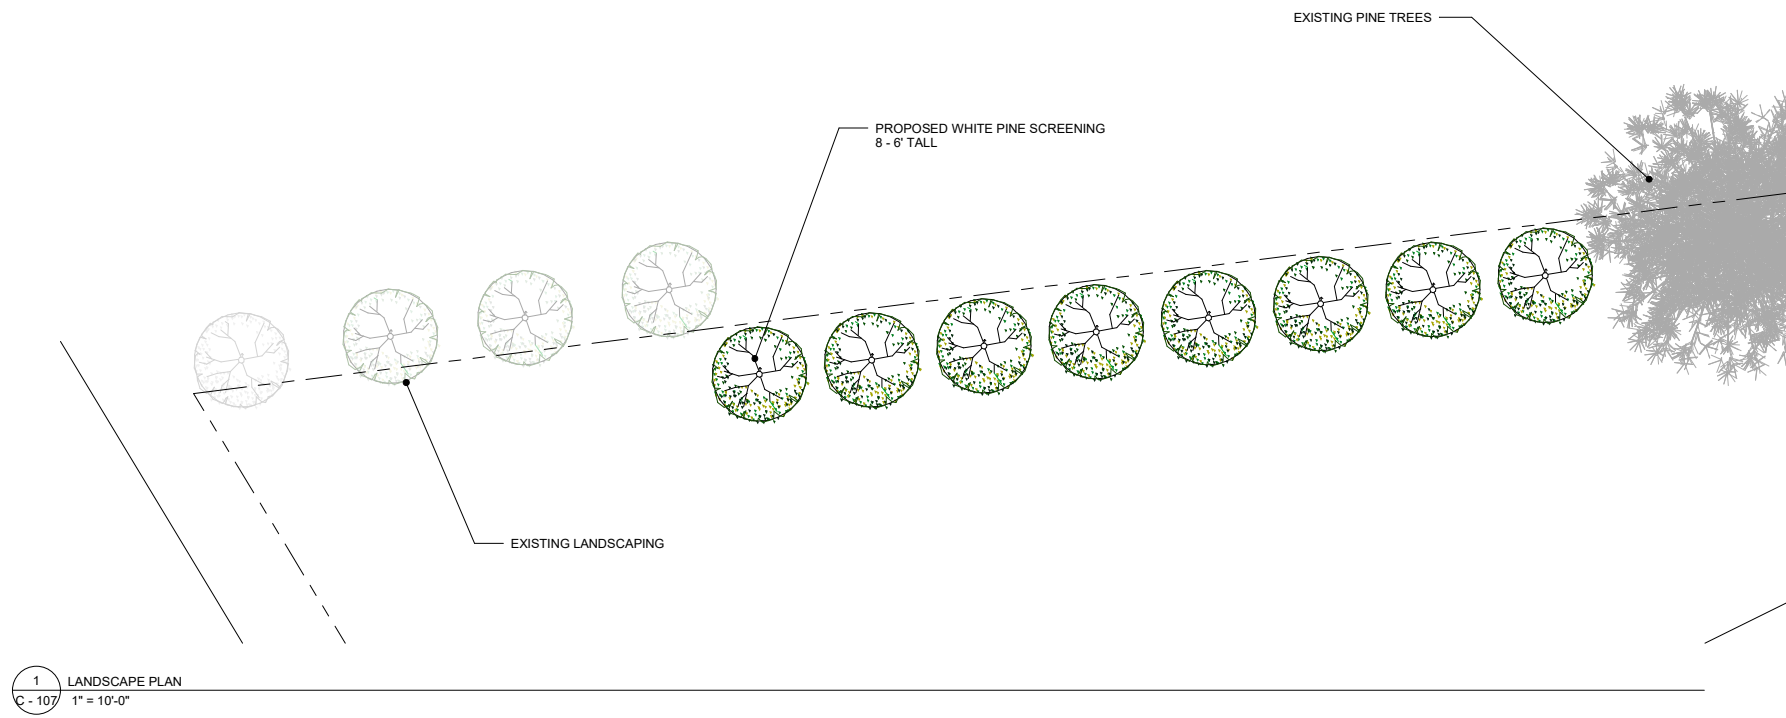 EXISTING PINE TREES
PROPOSED WHITE PINE SCREENING
8 - 6' TALL
EXISTING LANDSCAPING
1
LANDSCAPE PLAN
C - 107
1" = 10'-0"